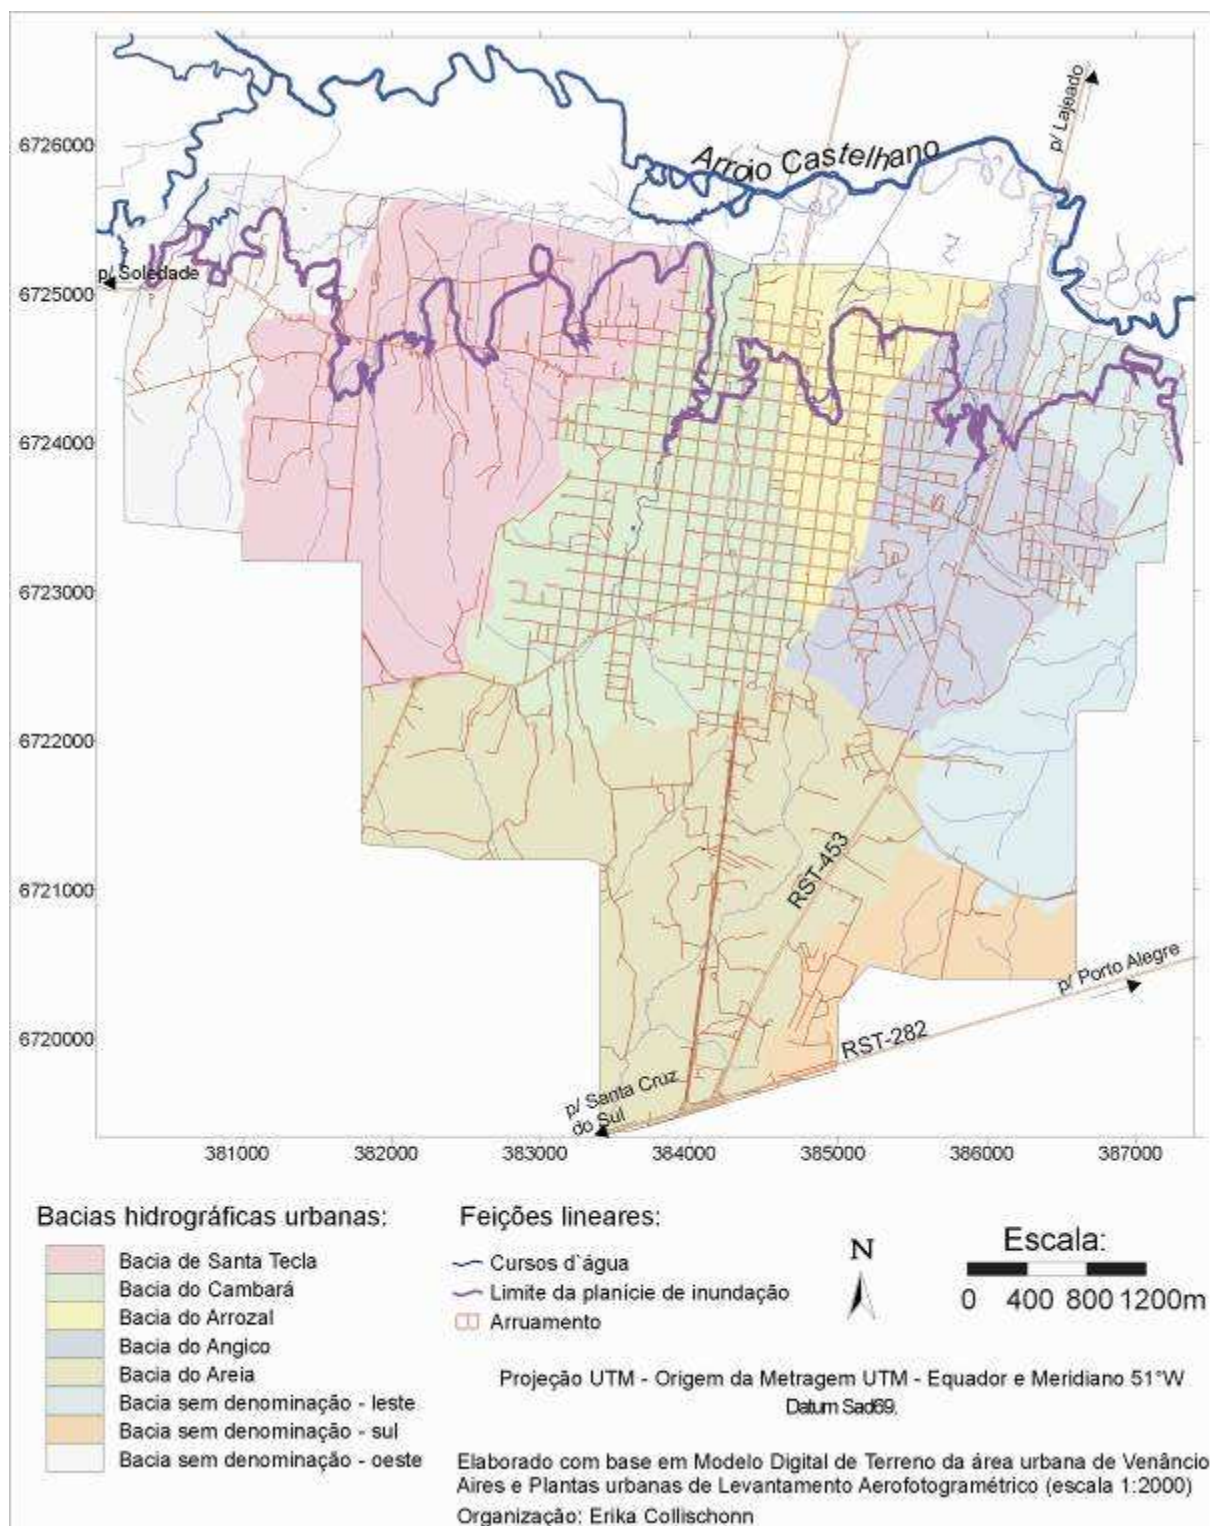 6726000
6725000
6724000
6723000
6722000
6721000
6720000
p/ Lajeado
Arroio Castelhano
p/ Soledade
RST-453
p/ Porto Alegre
RST-282
p/ Santa Cruz
do Sul
381000 382000 383000 384000 385000 386000 387000
Bacias hidrográficas urbanas:
Bacia de Santa Tecla
Bacia do Cambará
Bacia do Arrozal
Bacia do Angico
Bacia do Areia
Bacia sem denominação - leste
Bacia sem denominação - sul
Bacia sem denominação - oeste
Feições lineares:
Cursos d`água
Limite da planície de inundação
Arruamento
N
Escala:
0 400 800 1200m
Projeção UTM - Origem da Metragem UTM - Equador e Meridiano 51°W
Datum Sad69.
Elaborado com base em Modelo Digital de Terreno da área urbana de Venâncio
Aires e Plantas urbanas de Levantamento Aerofotogramétrico (escala 1:2000)
Organização: Erika Collischonn